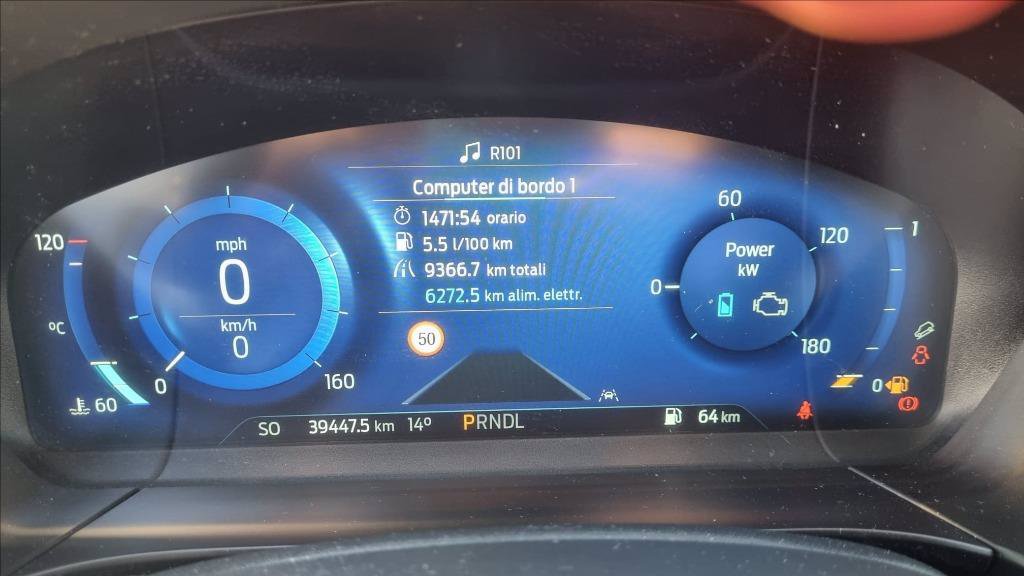 R101
Computer di bordo 1
1471:54 orario
5.5 l/100 km
9366.7 km totali
6272.5 km alim. elettr.
120
°C
60
mph
0
km/h
0
0
160
50
60
120
Power
kW
0
180
1
0
SO 39447.5 km 14° PRNDL 64 km